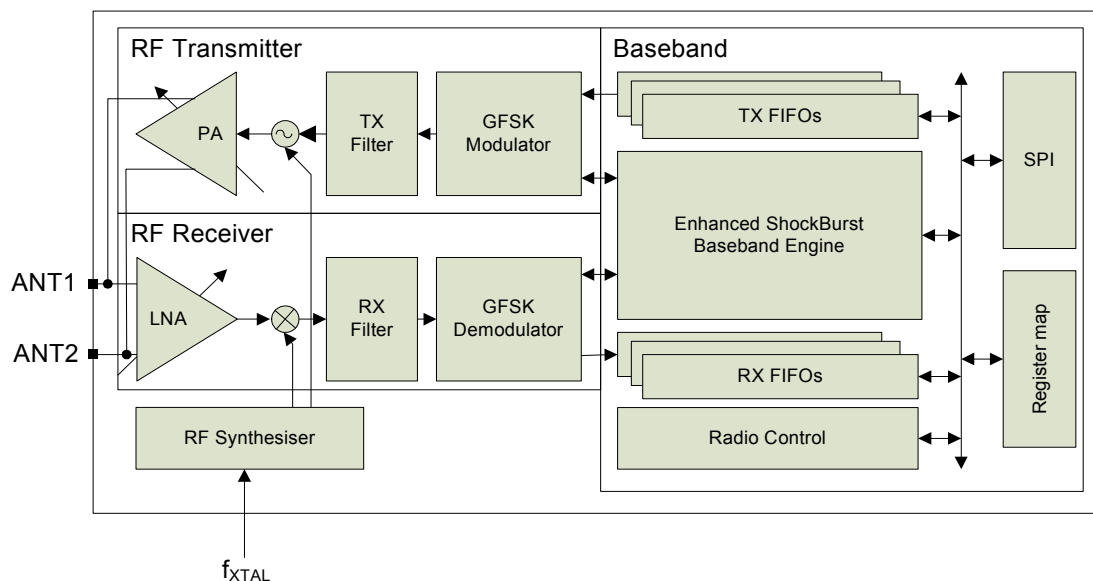 RF Transmitter
Baseband
PA
TX
Filter
GFSK
Modulator
TX FIFOs
SPI
Enhanced ShockBurst
Baseband Engine
RF Receiver
ANT1
ANT2
LNA
RX
Filter
GFSK
Demodulator
RX FIFOs
Register map
Radio Control
RF Synthesiser
fXTAL